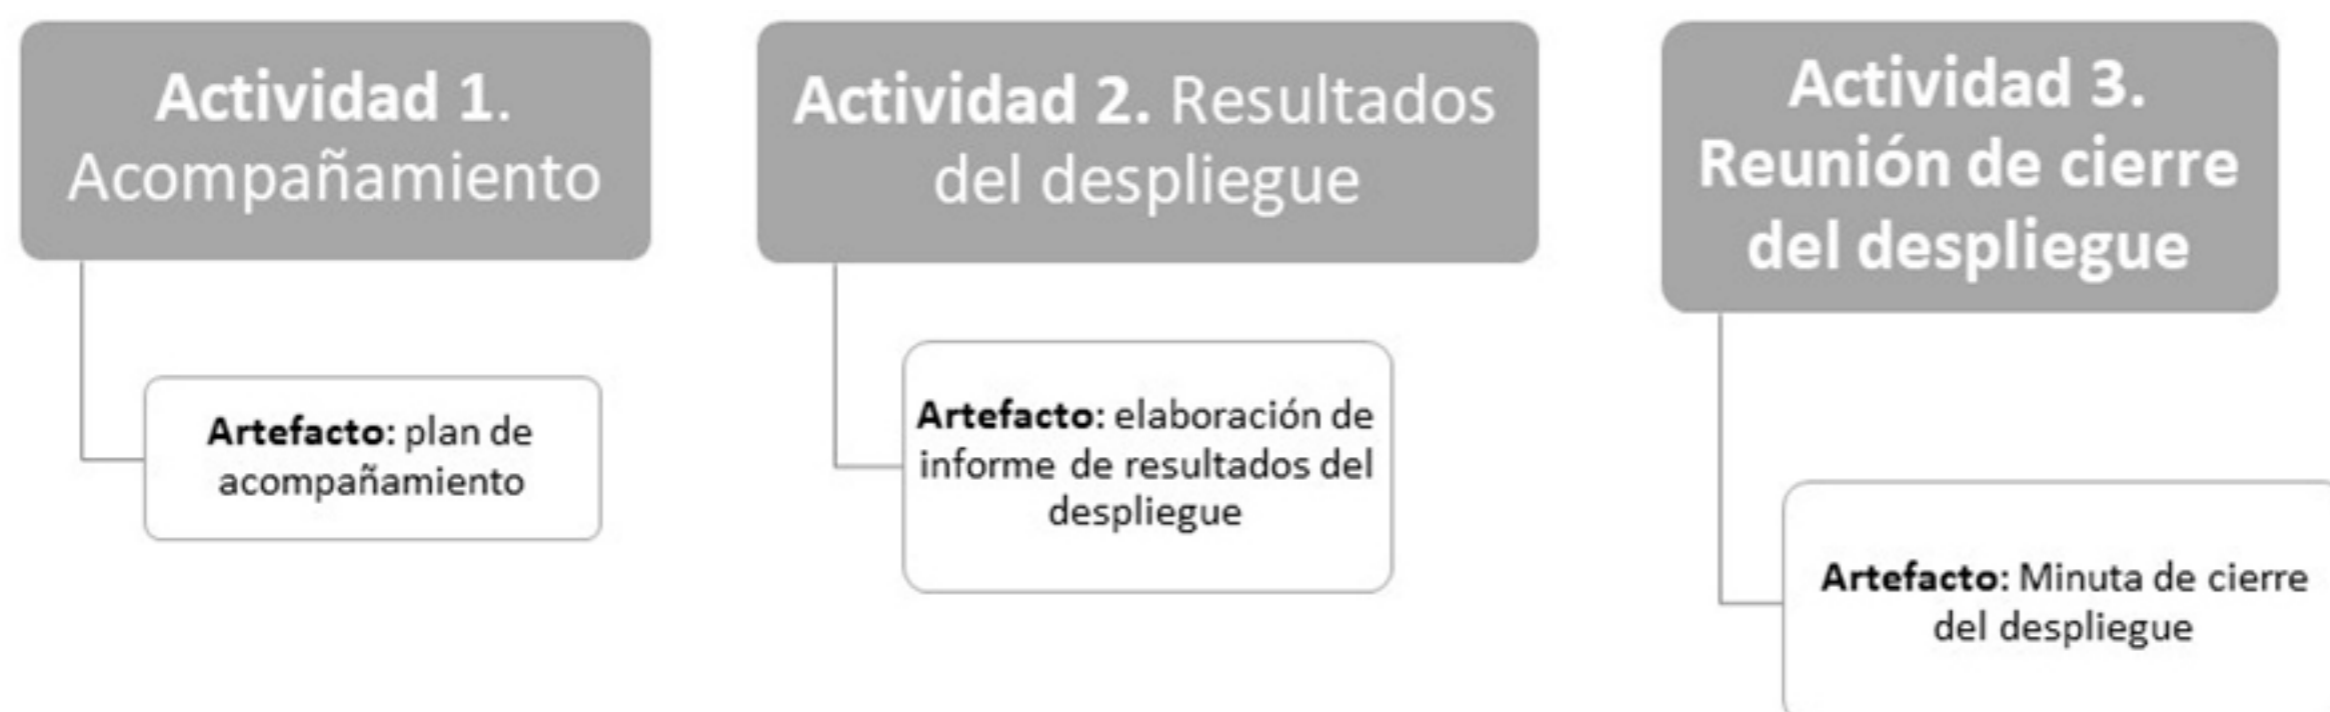 Actividad 1.
Acompañamiento
Artefacto: plan de
acompañamiento
Actividad 2. Resultados
del despliegue
Artefacto: elaboración de
informe de resultados del
despliegue
Actividad 3.
Reunión de cierre
del despliegue
Artefacto: Minuta de cierre
del despliegue